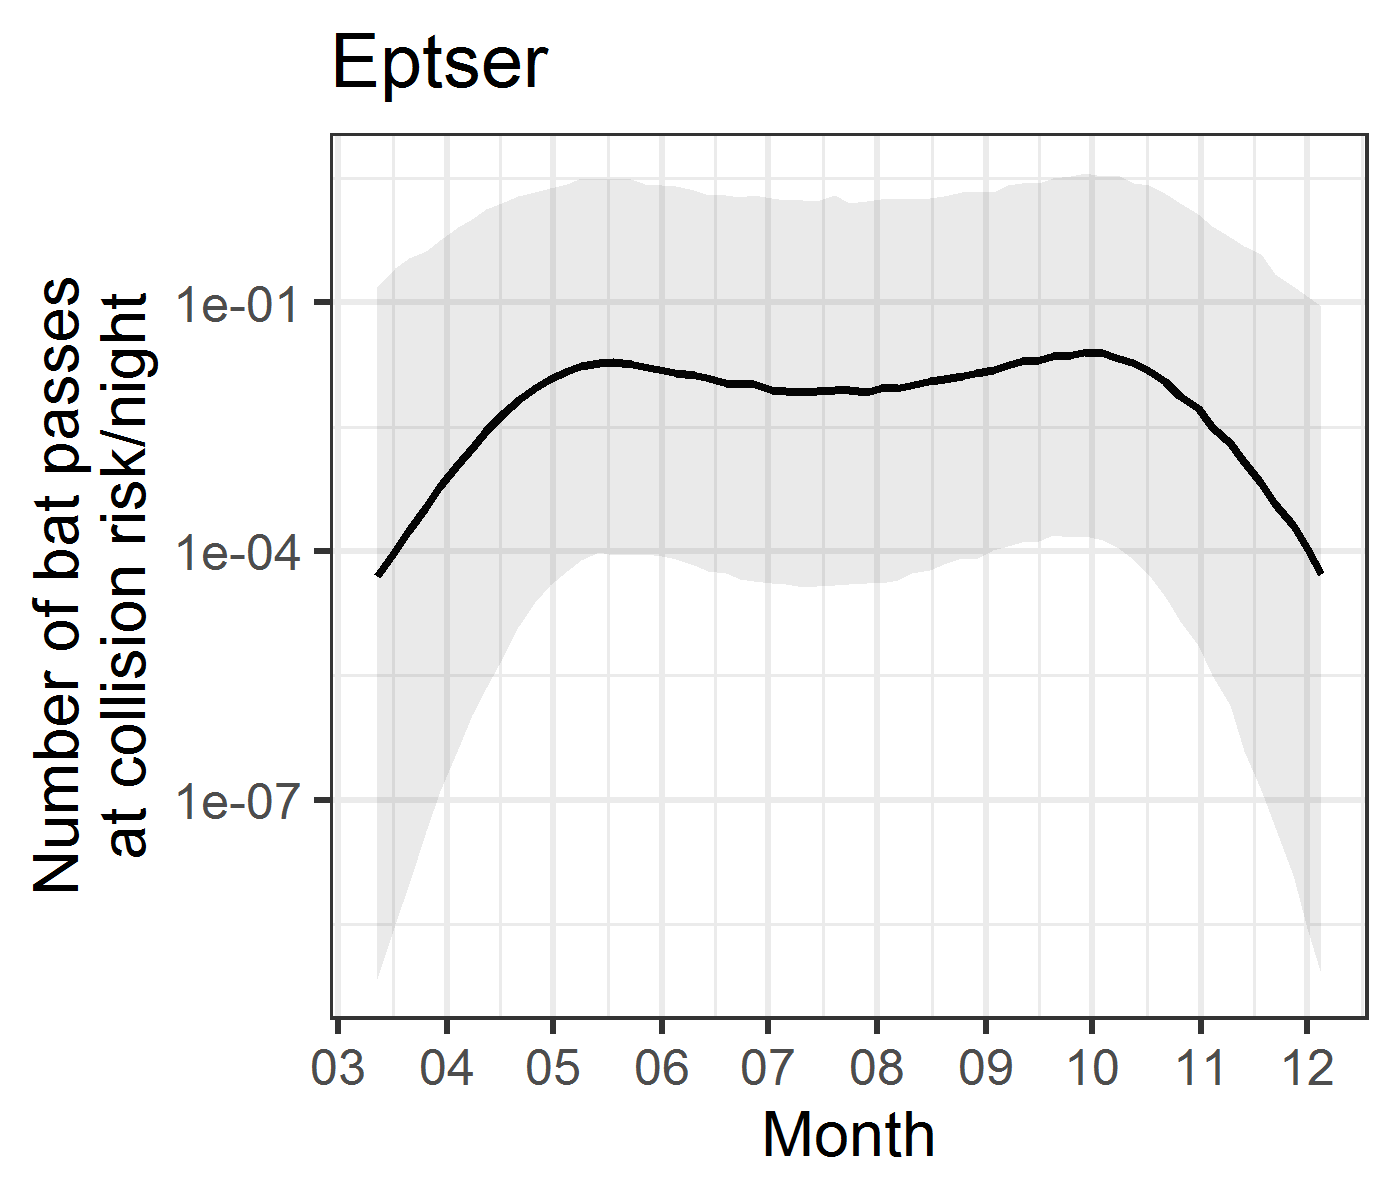 Eptser
Number of bat passes
at collision risk/night
1e-01
1e-04
1e-07
03 04 05 06 07 08 09 10 11 12
Month